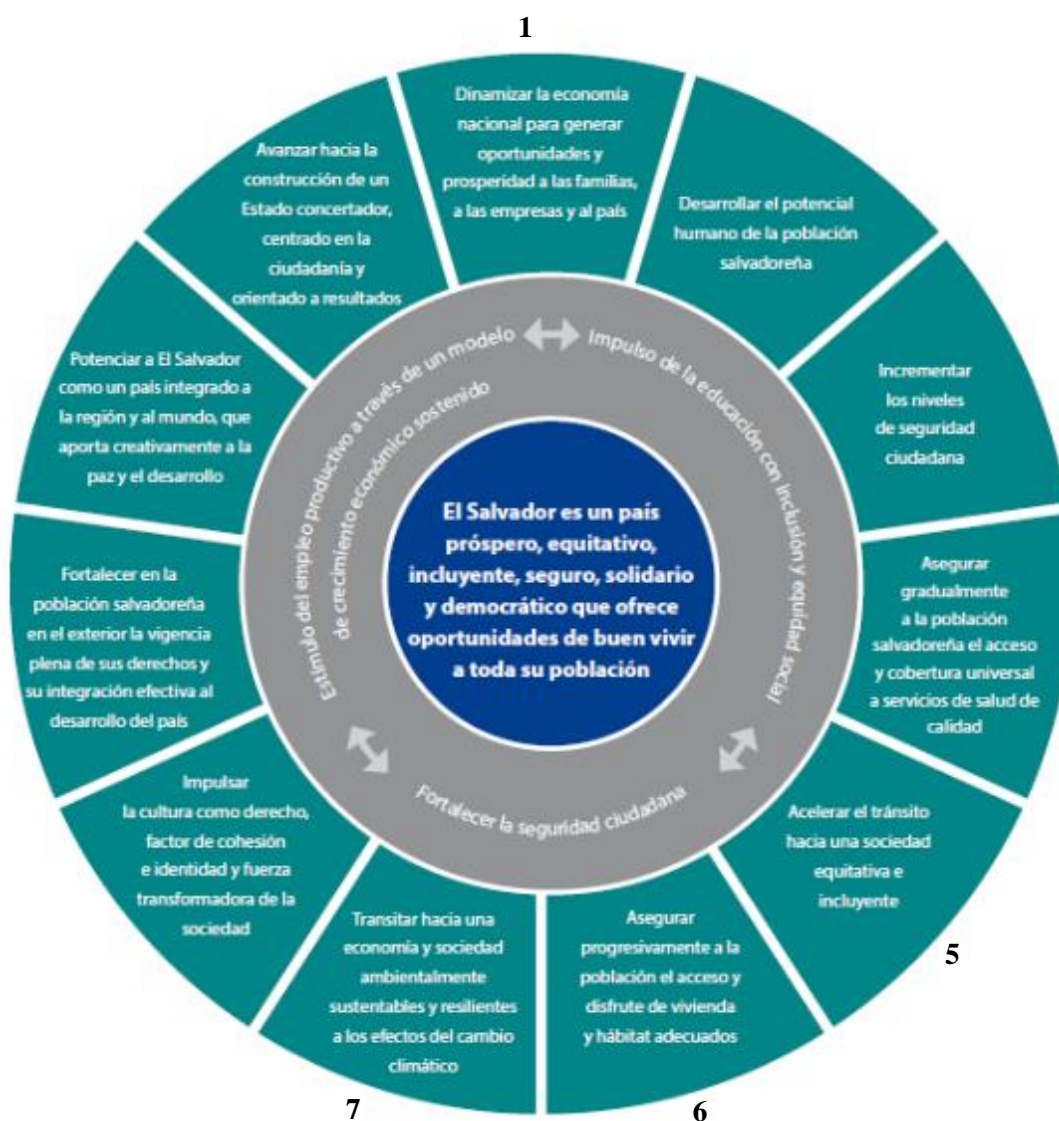 1
Dinamizar la economía
nacional para generar
oportunidades y
prosperidad a las familias,
a las empresas y al país
Desarrollar el potencial
humano de la población
salvadoreña
Incrementar
los niveles
de seguridad
ciudadana
Asegurar
gradualmente
a la población
salvadoreña el acceso
y cobertura universal
a servicios de salud de
calidad
Acelerar el tránsito
hacia una sociedad
equitativa e
incluyente
5
Asegurar
progresivamente a la
población el acceso y
disfrute de vivienda
y hábitat adecuados
6
Transitar hacia una
economía y sociedad
ambientalmente
sustentables y resilientes
a los efectos del cambio
climático
7
Impulsar
la cultura como derecho,
factor de cohesión
e identidad y fuerza
transformadora de la
sociedad
Fortalecer en la
población salvadoreña
en el exterior la vigencia
plena de sus derechos y
su integración efectiva al
desarrollo del país
Potenciar a El Salvador
como un país integrado a
la región y al mundo, que
aporta creativamente a la
paz y el desarrollo
Avanzar hacia la
construcción de un
Estado concertador,
centrado en la
ciudadanía y
orientado a resultados
Estímulo del empleo productivo a través de un modelo
de crecimiento económico sostenido
Impulso de la educación con inclusión y equidad social
Fortalecer la seguridad ciudadana
El Salvador es un país
próspero, equitativo,
incluyente, seguro, solidario
y democrático que ofrece
oportunidades de buen vivir
a toda su población